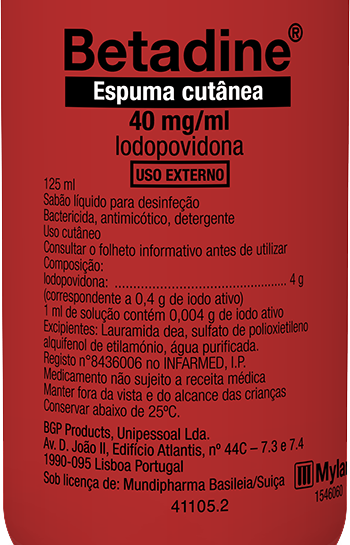 Betadine®
Espuma cutânea
40 mg/ml
Iodopovidona
USO EXTERNO
125 ml
Sabão líquido para desinfeção
Bactericida, antimicótico, detergente
Uso cutâneo
Consultar o folheto informativo antes de utilizar
Composição:
Iodopovidona: ................................................ 4 g
(correspondente a 0,4 g de iodo ativo)
1 ml de solução contém 0,004 g de iodo ativo
Excipientes: Lauramida dea, sulfato de polioxietileno
alquifenol de etilamónio, água purificada.
Registo n°8436006 no INFARMED, I.P.
Medicamento não sujeito a receita médica
Manter fora da vista e do alcance das crianças
Conservar abaixo de 25ºC.
BGP Products, Unipessoal Lda.
Av. D. João II, Edifício Atlantis, nº 44C – 7.3 e 7.4
1990-095 Lisboa Portugal
Sob licença de: Mundipharma Basileia/Suiça
Mylan
1546060
41105.2